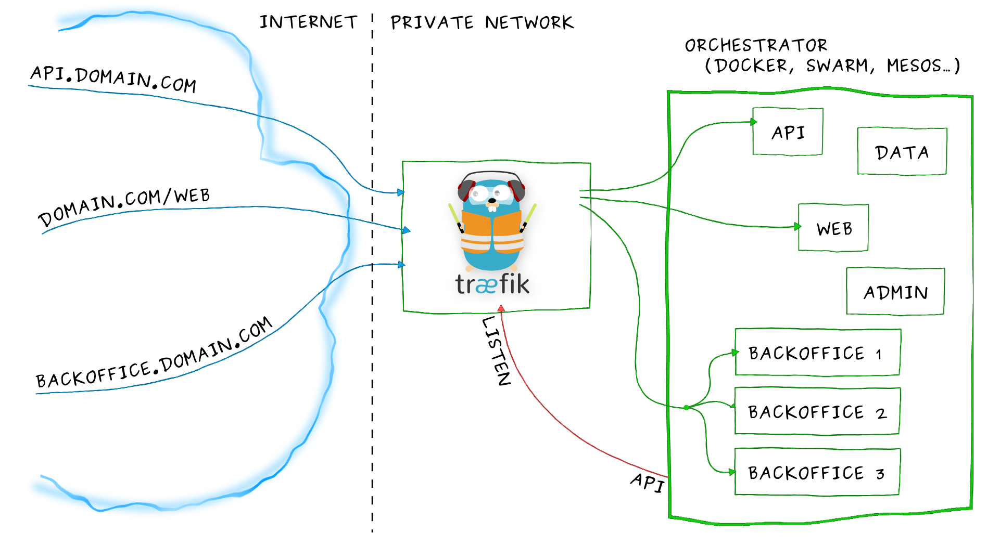 INTERNET
PRIVATE NETWORK
ORCHESTRATOR
(DOCKER, SWARM, MESOS...)
API.DOMAIN.COM
DOMAIN.COM/WEB
BACKOFFICE.DOMAIN.COM
træfik
LISTEN
API
API
DATA
WEB
ADMIN
BACKOFFICE 1
BACKOFFICE 2
BACKOFFICE 3